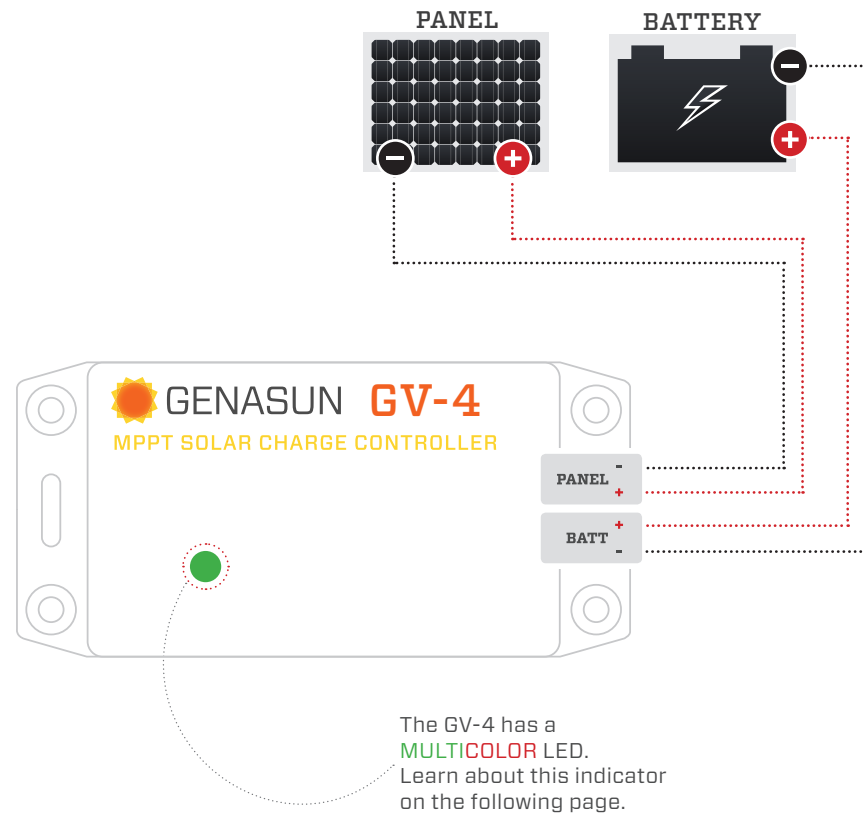 PANEL
BATTERY
−
+
−
+
GENASUN GV-4
MPPT SOLAR CHARGE CONTROLLER
PANEL - +
BATT + -
The GV-4 has a
MULTICOLOR LED.
Learn about this indicator
on the following page.